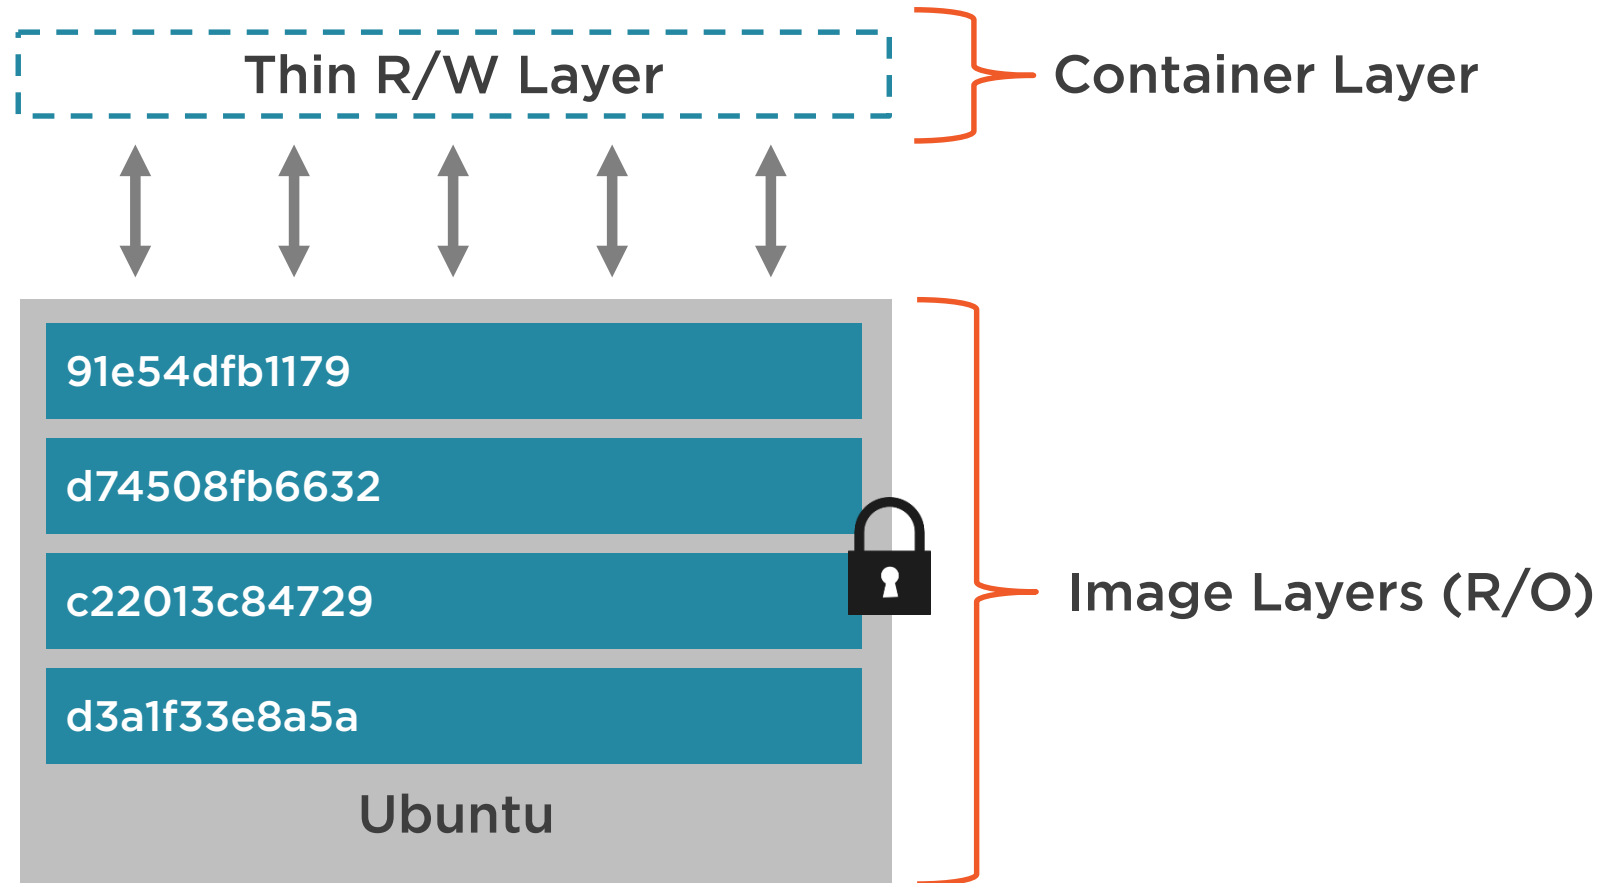 Thin R/W Layer
Container Layer
91e54dfb1179
d74508fb6632
c22013c84729
Image Layers (R/O)
d3a1f33e8a5a
Ubuntu